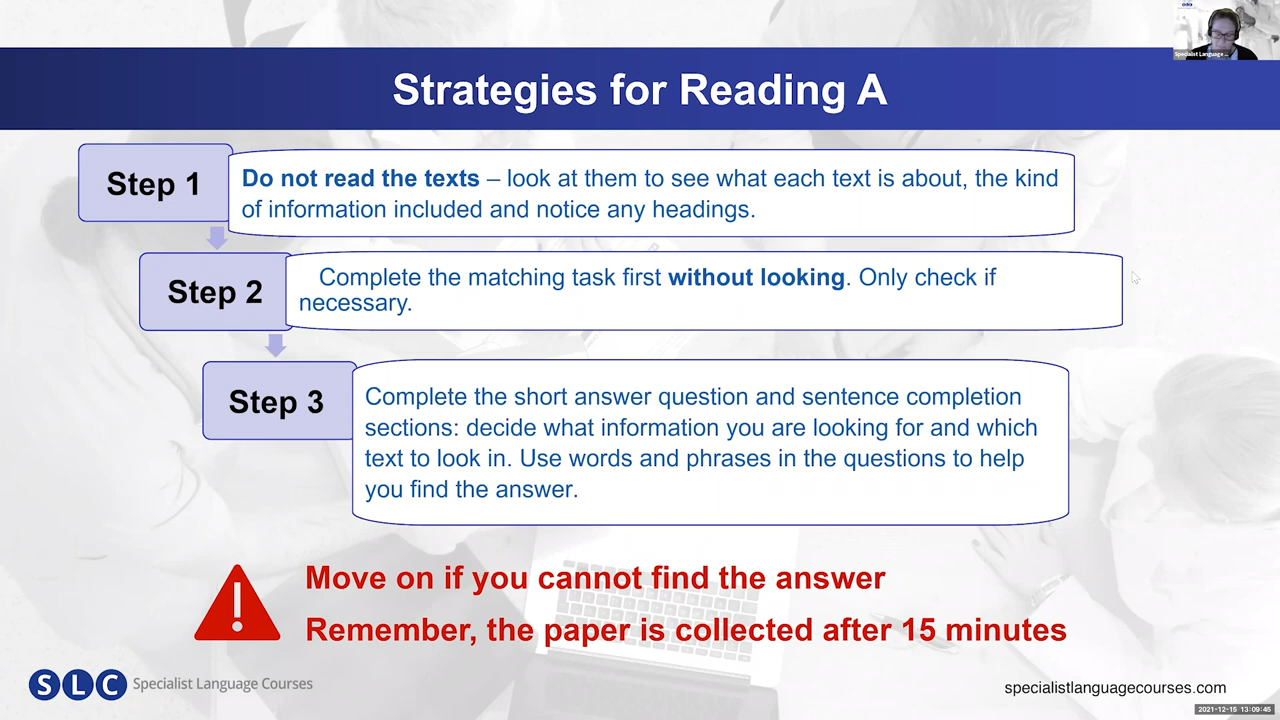 Specialist Language ...
Strategies for Reading A
Step 1
Do not read the texts – look at them to see what each text is about, the kind
of information included and notice any headings.
Step 2
Complete the matching task first without looking. Only check if
necessary.
Step 3
Complete the short answer question and sentence completion
sections: decide what information you are looking for and which
text to look in. Use words and phrases in the questions to help
you find the answer.
Move on if you cannot find the answer
Remember, the paper is collected after 15 minutes
SLC Specialist Language Courses
specialistlanguagecourses.com
2021-12-15 13:09:45